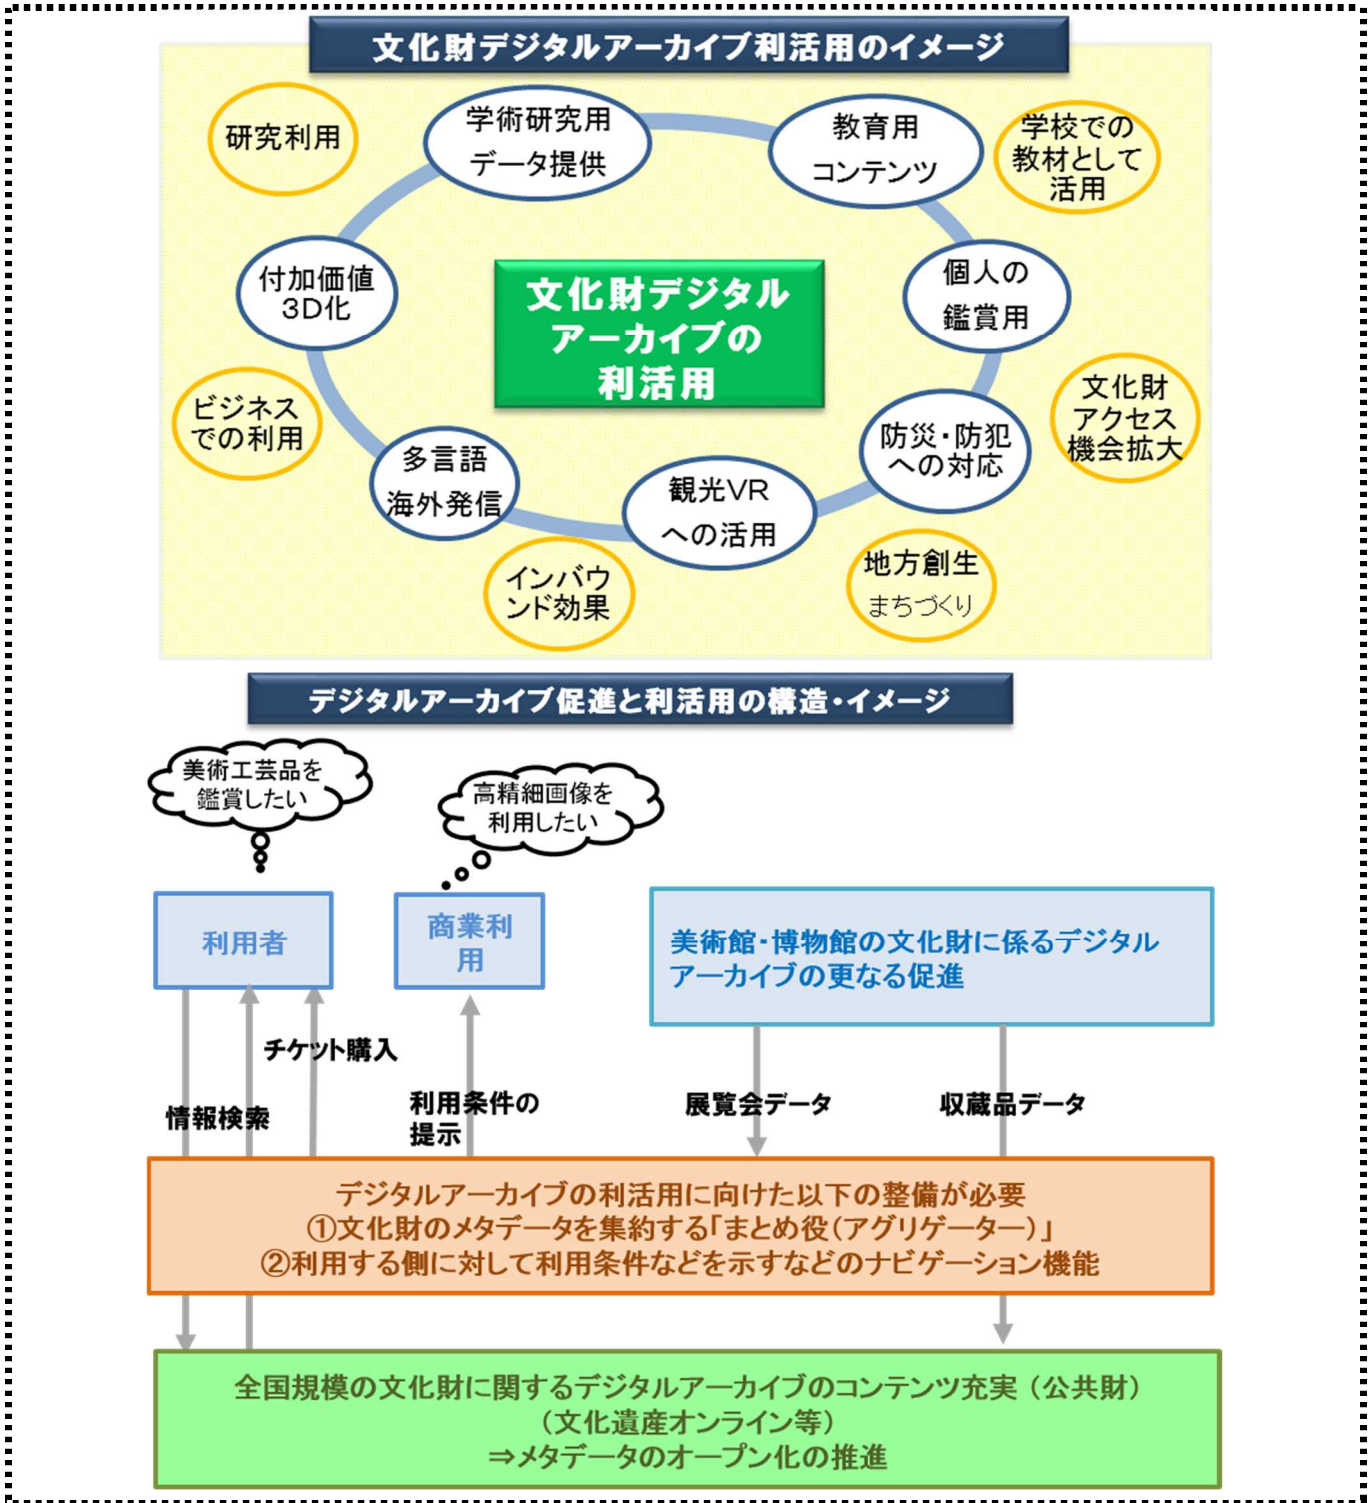 文化財デジタルアーカイブ利活用のイメージ
研究利用
学術研究用
データ提供
教育用
コンテンツ
学校での
教材として
活用
付加価値
3D化
文化財デジタル
アーカイブの
利活用
個人の
鑑賞用
ビジネス
での利用
文化財
アクセス
機会拡大
多言語
海外発信
観光VR
への活用
防災・防犯
への対応
インバウ
ンド効果
地方創生
まちづくり
デジタルアーカイブ促進と利活用の構造・イメージ
美術工芸品を
鑑賞したい
高精細画像を
利用したい
利用者
商業利
用
美術館・博物館の文化財に係るデジタル
アーカイブの更なる促進
チケット購入
情報検索
利用条件の
提示
展覧会データ
収蔵品データ
デジタルアーカイブの利活用に向けた以下の整備が必要
①文化財のメタデータを集約する「まとめ役（アグリゲーター）」
②利用する側に対して利用条件などを示すなどのナビゲーション機能
全国規模の文化財に関するデジタルアーカイブのコンテンツ充実（公共財）
（文化遺産オンライン等）
⇒メタデータのオープン化の推進